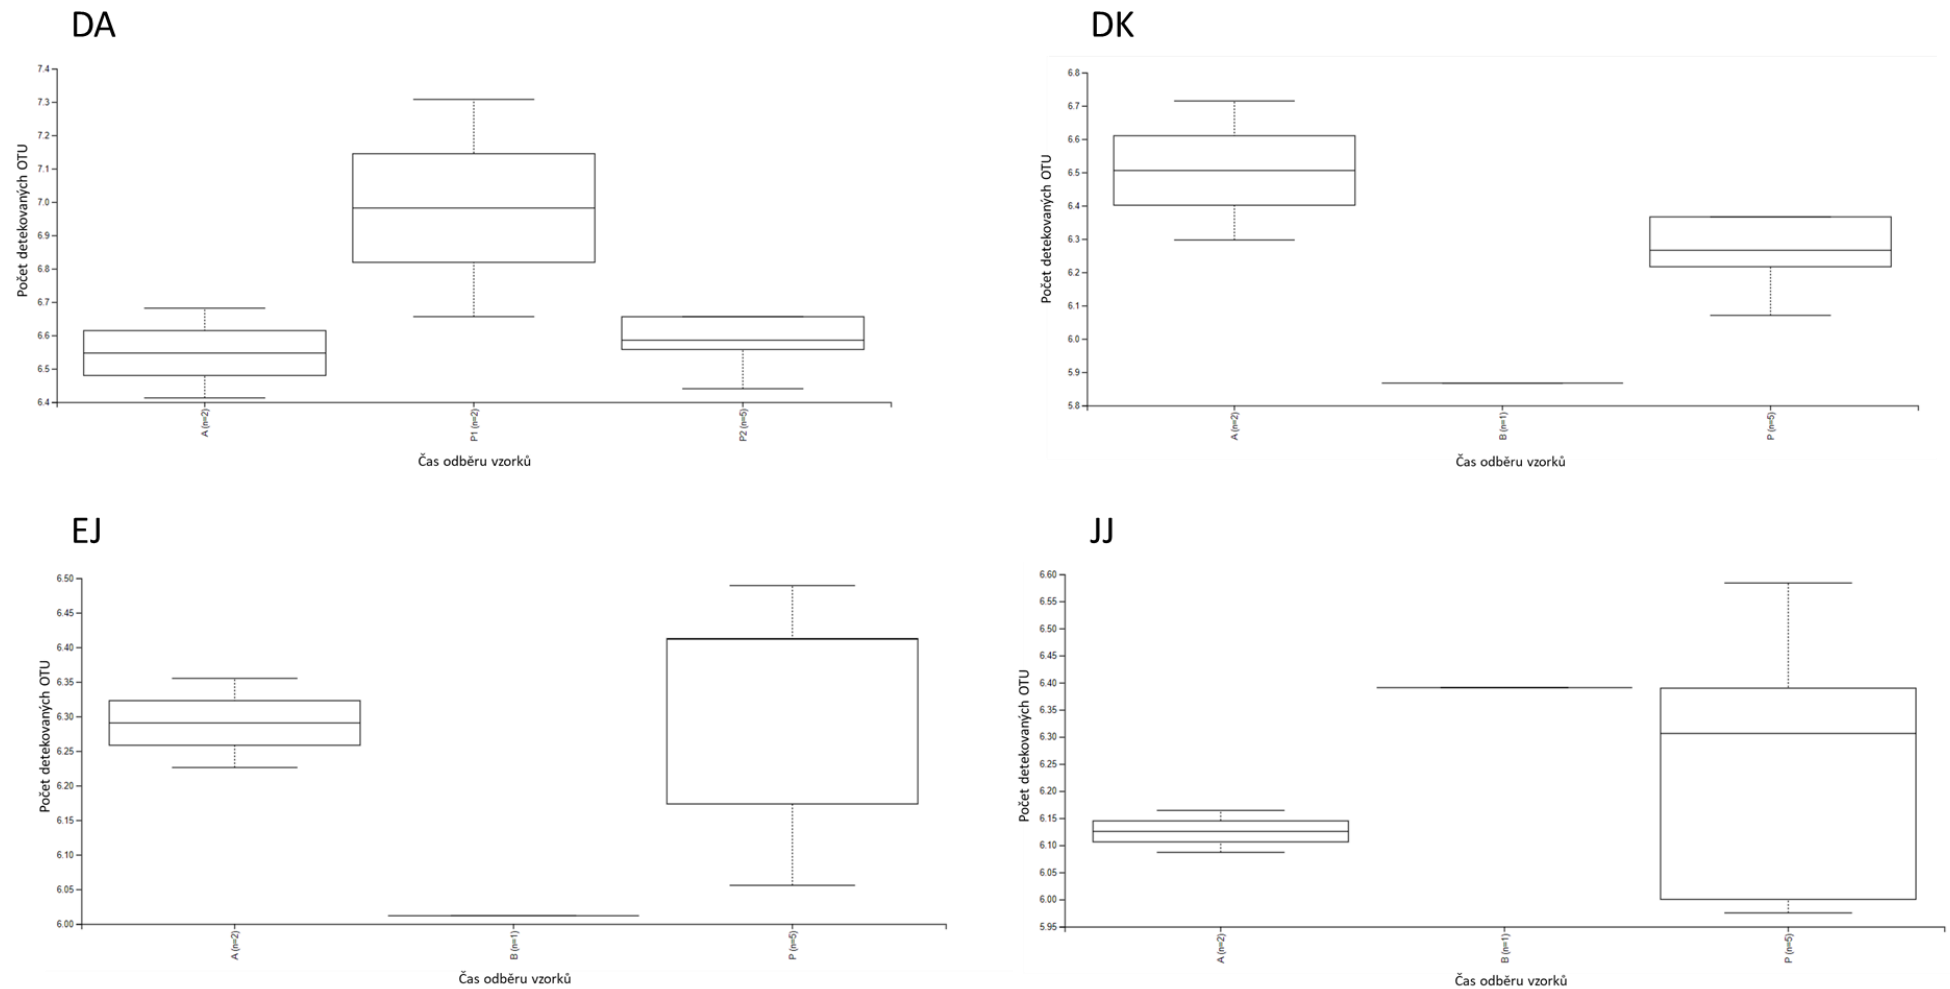 DA
7.4
7.3
7.2
7.1
7.0
6.9
6.8
6.7
6.6
6.5
6.4
Počet detekovaných OTU
A (n=2)
P1 (n=2)
P2 (n=5)
Čas odběru vzorků
DK
6.8
6.7
6.6
6.5
6.4
6.3
6.2
6.1
6.0
5.9
5.8
Počet detekovaných OTU
A (n=2)
B (n=1)
P (n=5)
Čas odběru vzorků
EJ
6.50
6.45
6.40
6.35
6.30
6.25
6.20
6.15
6.10
6.05
6.00
Počet detekovaných OTU
A (n=2)
B (n=1)
P (n=5)
Čas odběru vzorků
JJ
6.60
6.55
6.50
6.45
6.40
6.35
6.30
6.25
6.20
6.15
6.10
6.05
6.00
5.95
Počet detekovaných OTU
A (n=2)
B (n=1)
P (n=5)
Čas odběru vzorků